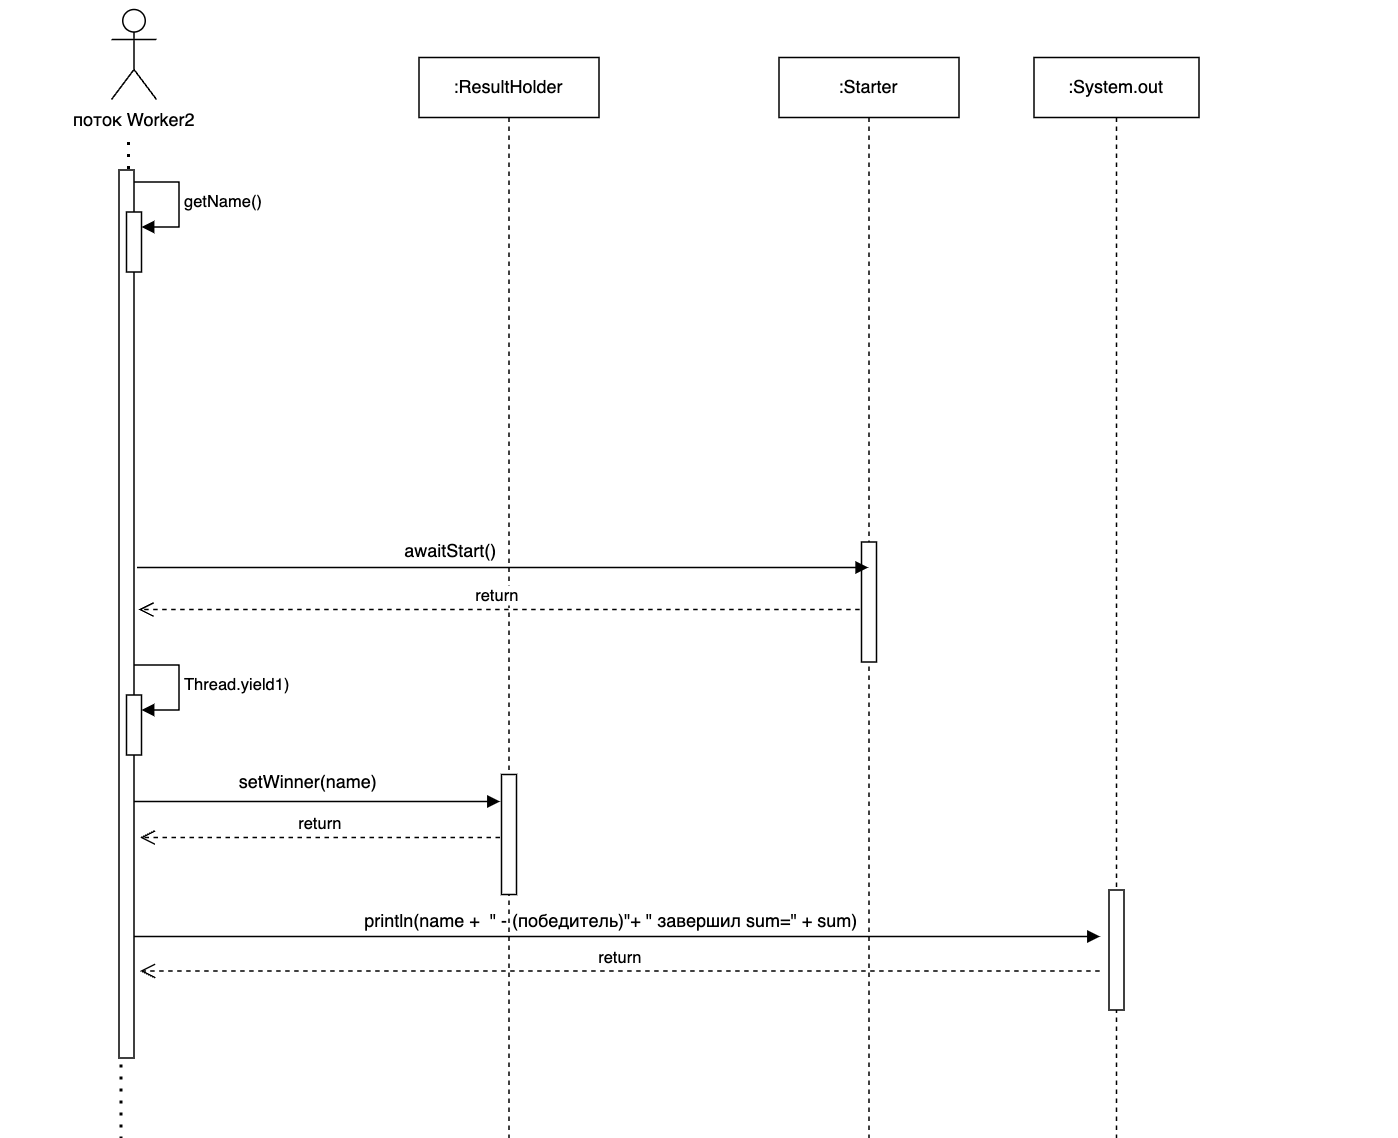 поток Worker2
:ResultHolder
:Starter
:System.out
getName()
awaitStart()
return
Thread.yield1)
setWinner(name)
return
println(name +  " - (победитель)"+ " завершил sum=" + sum)
return